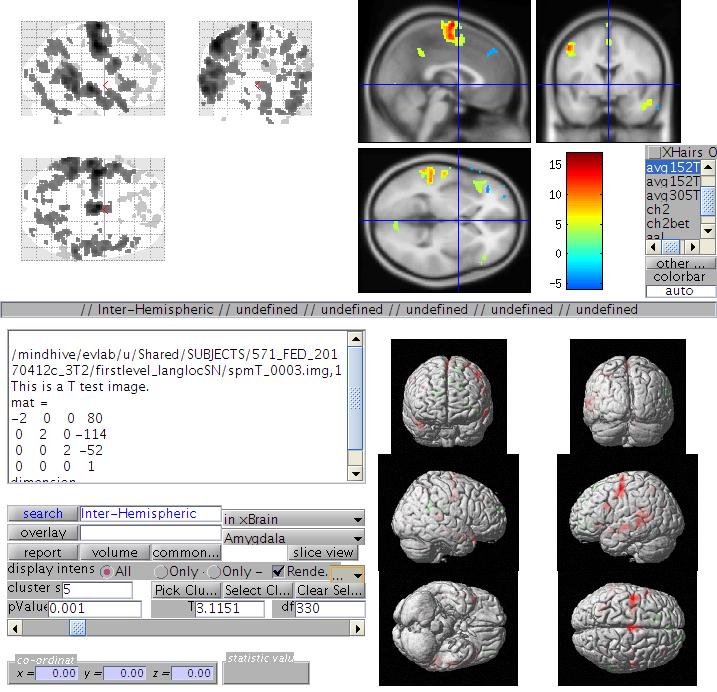 XHairs O
avg152T
avg152T
avg305T
ch2
ch2bet
aal
other ...
colorbar
auto
15
10
5
0
-5
// Inter-Hemispheric // undefined // undefined // undefined // undefined // undefined
/mindhive/evlab/u/Shared/SUBJECTS/571_FED_201
70412c_3T2/firstlevel_langlocSN/spmT_0003.img,1
This is a T test image.
mat =
-2 0 0 80
0 2 0 -114
0 0 2 -52
0 0 0 1
dimension
search Inter-Hemispheric in xBrain
overlay Amygdala
report volume common... slice view
display intens All Only + Only - Rende. ...
cluster s 5 Pick Clu... Select Cl... Clear Sel...
pValue 0.001 T 3.1151 df 330
co-ordinat statistic valu
x = 0.00 y = 0.00 z = 0.00